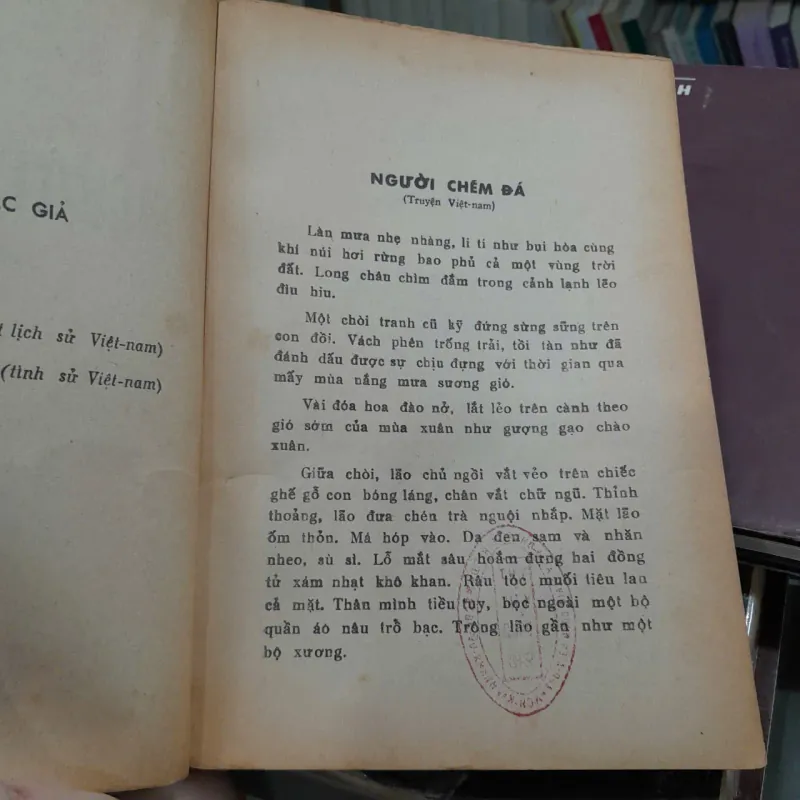 C GIẢ
lịch sử Việt-nam)
(tình sử Việt-nam)
NGƯỜI CHÉM ĐÁ
(Truyện Việt-nam)
Làn mưa nhẹ nhàng, li ti như bụi hòa cùng
khí núi hơi rừng bao phủ cả một vùng trời
đất. Long châu chìm đắm trong cảnh lạnh lẽo
đìu hiu.
Một chòi tranh cũ kỹ đứng sừng sững trên
con đồi. Vách phên trống trải, tồi tàn như đã
đánh dấu được sự chịu đựng với thời gian qua
mấy mùa nắng mưa sương gió.
Vài đóa hoa đào nở, lắt lẻo trên cành theo
gió sớm của mùa xuân như gượng gạo chào
xuân.
Giữa chòi, lão chủ ngồi vắt vẻo trên chiếc
ghế gỗ con bóng láng, chân vắt chữ ngũ. Thỉnh
thoảng, lão đưa chén trà nguội nhấp. Mặt lão
ốm thỏn. Má hóp vào. Da đen sạm và nhăn
nheo, sù sì. Lỗ mắt sâu hoắm đựng hai đồng
tử xám nhạt khô khan. Râu tóc muối tiêu lan
cả mặt. Thân mình tiều tụy, bọc ngoài một bộ
quần áo nâu trổ bạc. Trông lão gần như một
bộ xương.
H